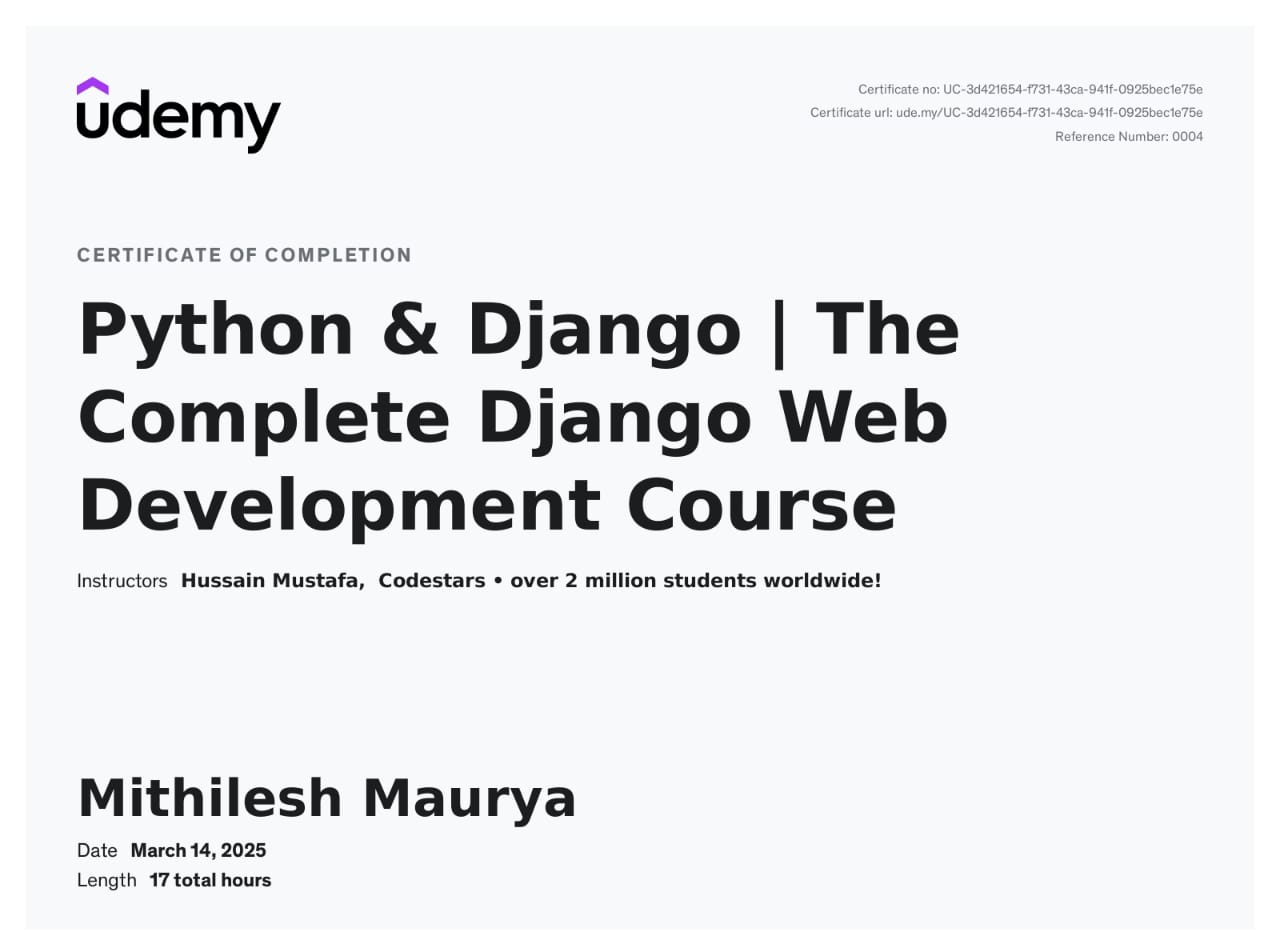 udemy
Certificate no: UC-3d421654-f731-43ca-941f-0925bec1e75e
Certificate url: ude.my/UC-3d421654-f731-43ca-941f-0925bec1e75e
Reference Number: 0004
CERTIFICATE OF COMPLETION
Python & Django | The
Complete Django Web
Development Course
Instructors Hussain Mustafa, Codestars • over 2 million students worldwide!
Mithilesh Maurya
Date March 14, 2025
Length 17 total hours